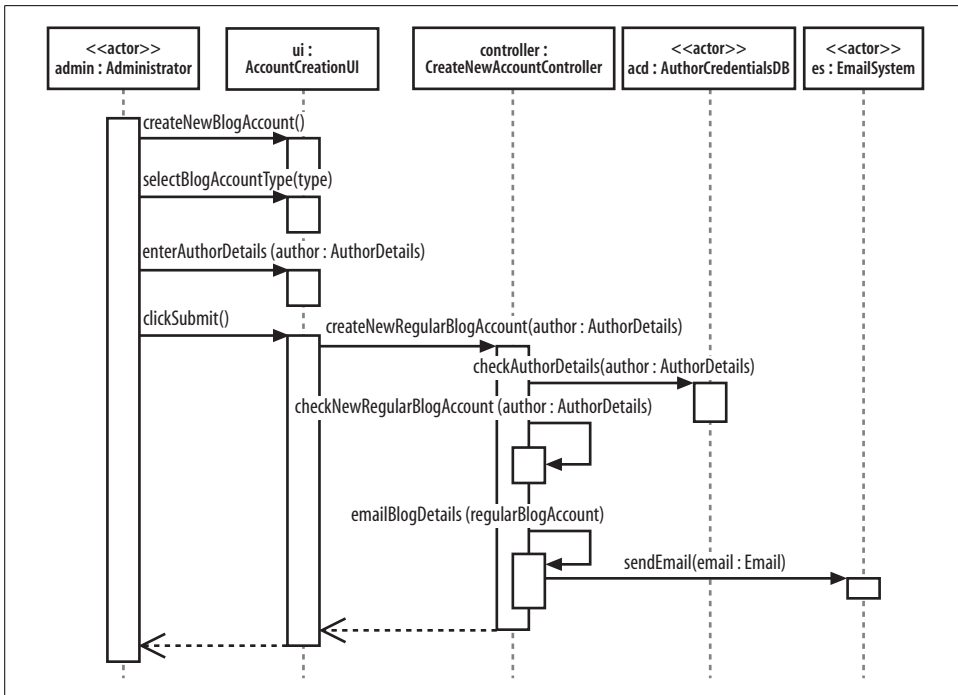 <<actor>>
admin : Administrator
ui :
AccountCreationUI
controller :
CreateNewAccountController
<<actor>>
acd : AuthorCredentialsDB
<<actor>>
es : EmailSystem
createNewBlogAccount()
selectBlogAccountType(type)
enterAuthorDetails (author : AuthorDetails)
clickSubmit()
createNewRegularBlogAccount(author : AuthorDetails)
checkAuthorDetails(author : AuthorDetails)
checkNewRegularBlogAccount (author : AuthorDetails)
emailBlogDetails (regularBlogAccount)
sendEmail(email : Email)